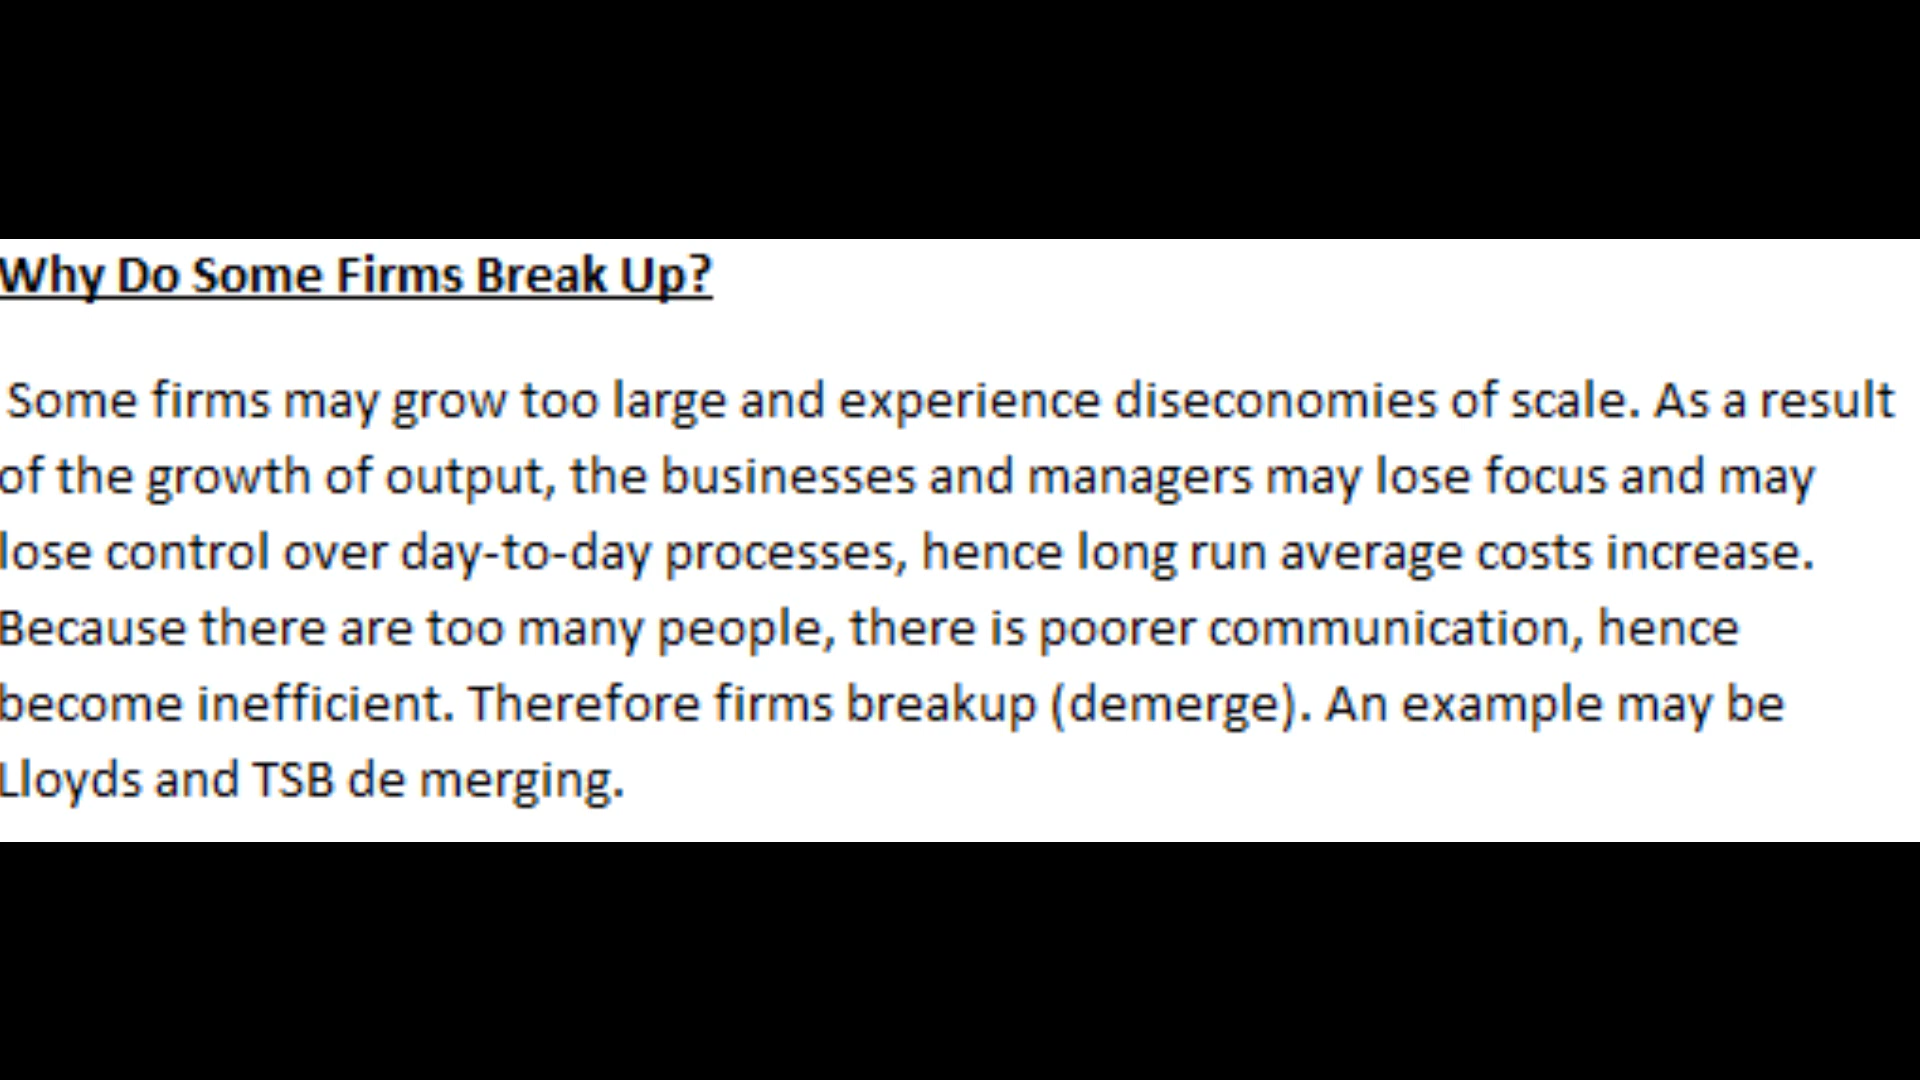 Why Do Some Firms Break Up?
Some firms may grow too large and experience diseconomies of scale. As a result
of the growth of output, the businesses and managers may lose focus and may
lose control over day-to-day processes, hence long run average costs increase.
Because there are too many people, there is poorer communication, hence
become inefficient. Therefore firms breakup (demerge). An example may be
Lloyds and TSB de merging.